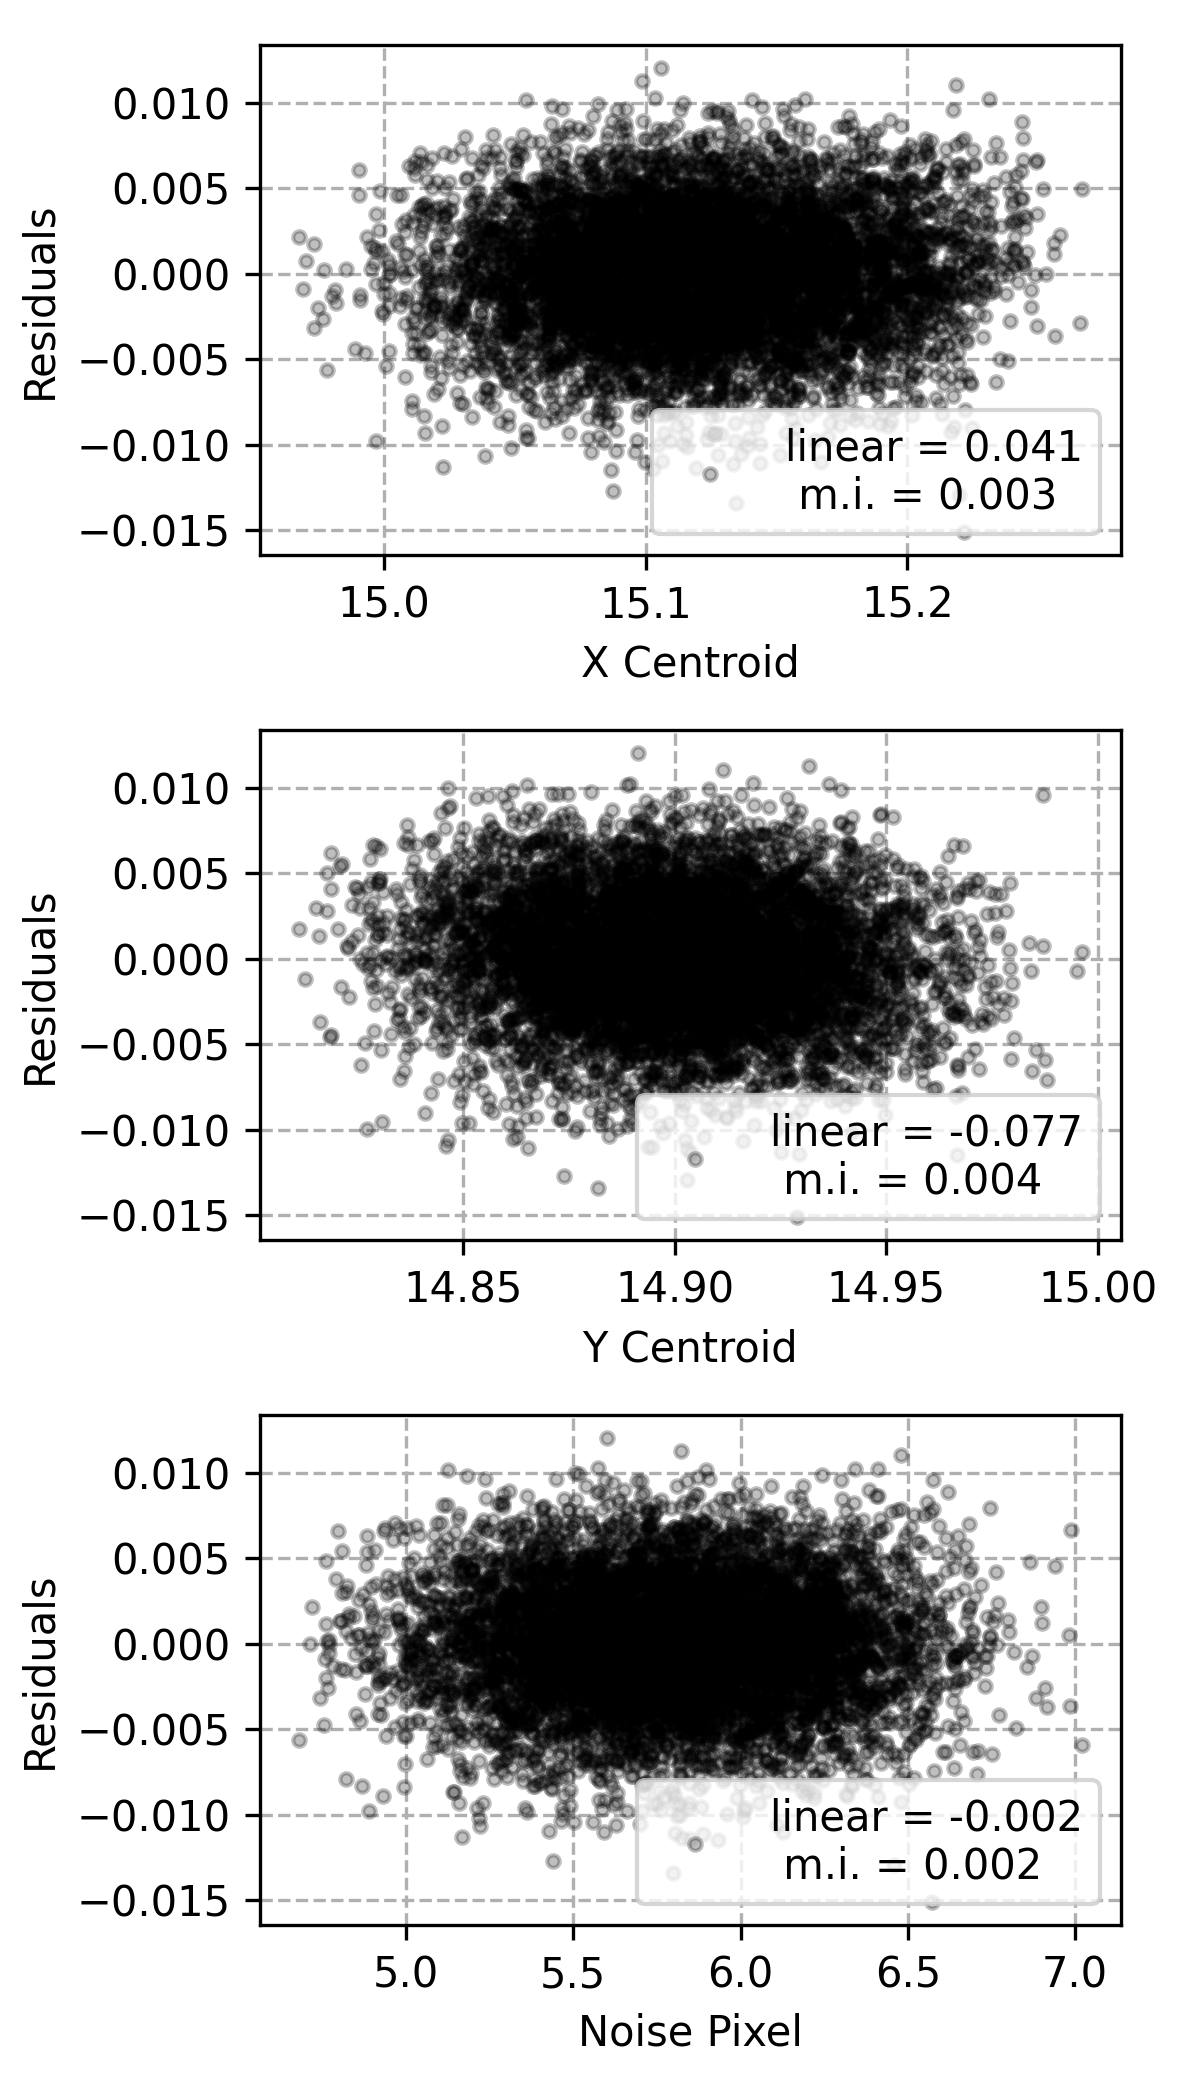 0.010
0.005
0.000
−0.005
−0.010
−0.015
Residuals
linear = 0.041
m.i. = 0.003
15.0 15.1 15.2
X Centroid
0.010
0.005
0.000
−0.005
−0.010
−0.015
Residuals
linear = -0.077
m.i. = 0.004
14.85 14.90 14.95 15.00
Y Centroid
0.010
0.005
0.000
−0.005
−0.010
−0.015
Residuals
linear = -0.002
m.i. = 0.002
5.0 5.5 6.0 6.5 7.0
Noise Pixel